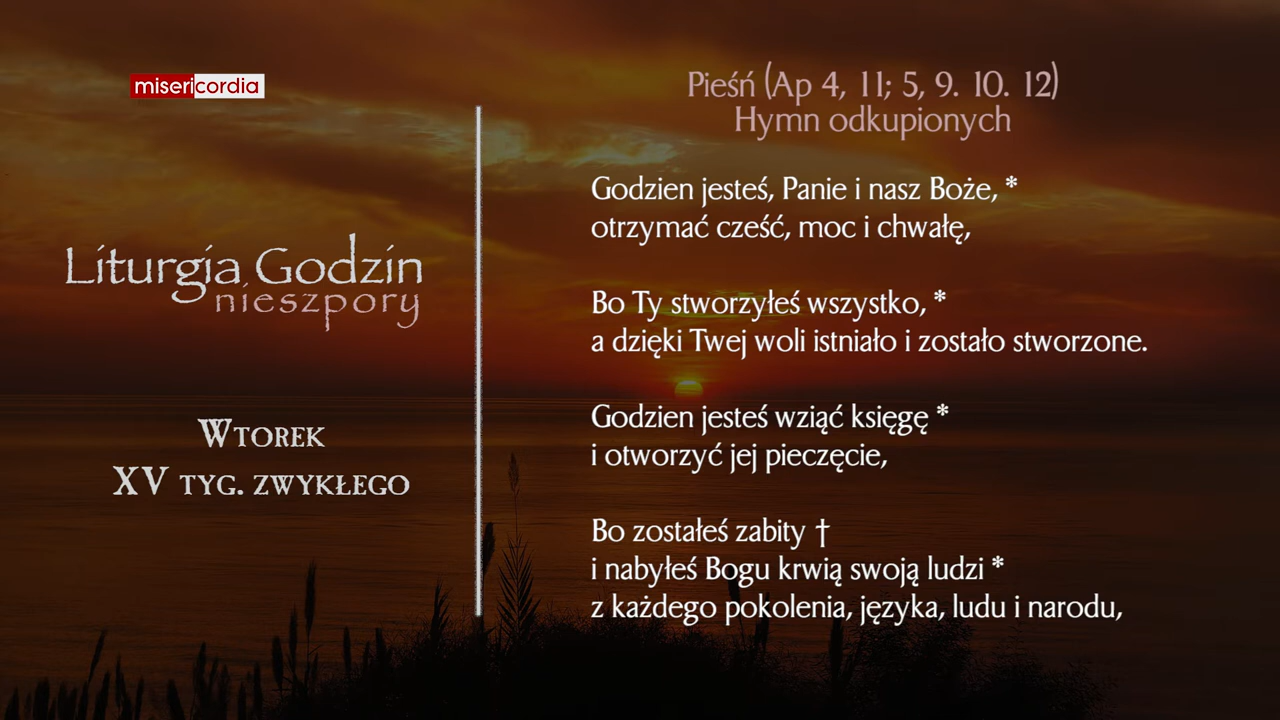 misericordia
Liturgia Godzin
nieszpory
Wtorek
XV tyg. zwykłego
Pieśń (Ap 4, 11; 5, 9. 10. 12)
Hymn odkupionych
Godzien jesteś, Panie i nasz Boże, *
otrzymać cześć, moc i chwałę,
Bo Ty stworzyłeś wszystko, *
a dzięki Twej woli istniało i zostało stworzone.
Godzien jesteś wziąć księgę *
i otworzyć jej pieczęcie,
Bo zostałeś zabity †
i nabyłeś Bogu krwią swoją ludzi *
z każdego pokolenia, języka, ludu i narodu,